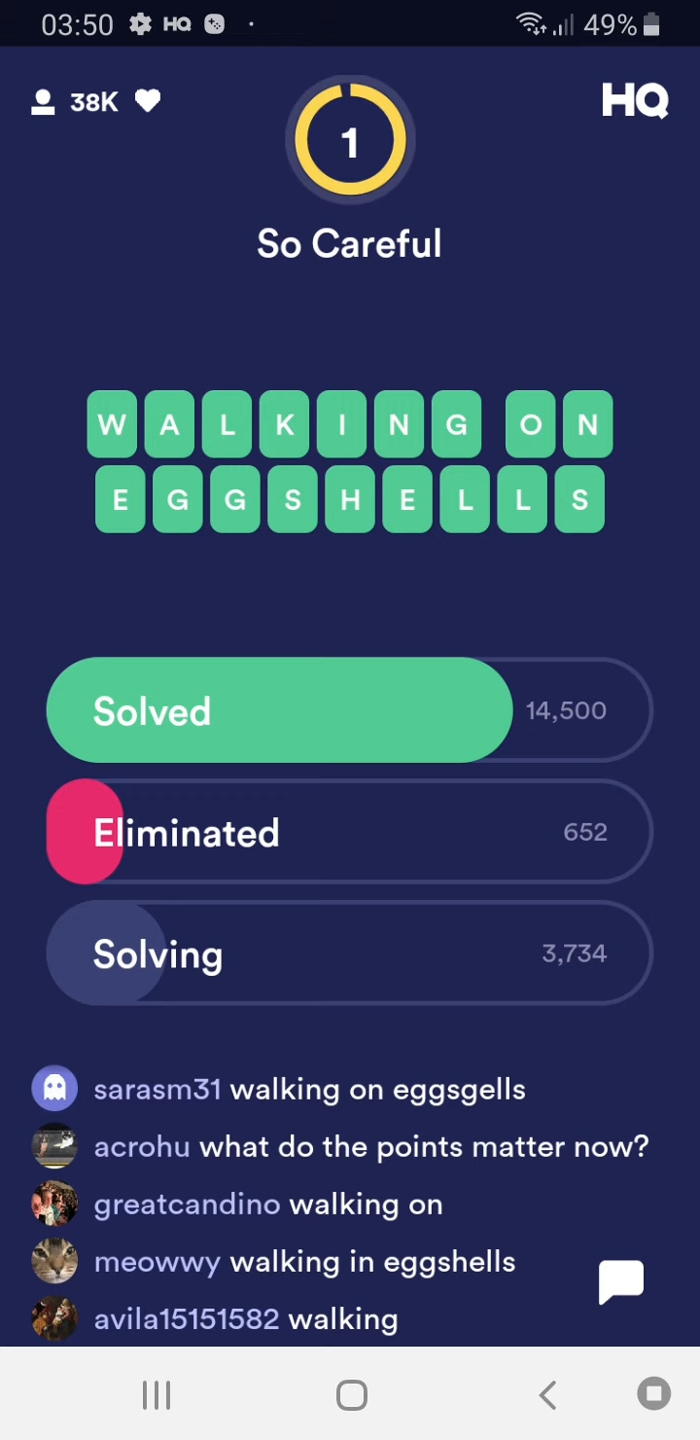 03:50 HQ 49%
38K HQ
1
So Careful
WALKING ON
EGGSHELLS
Solved 14,500
Eliminated 652
Solving 3,734
sarasm31 walking on eggsgells
acrohu what do the points matter now?
greatcandino walking on
meowwy walking in eggshells
avila15151582 walking